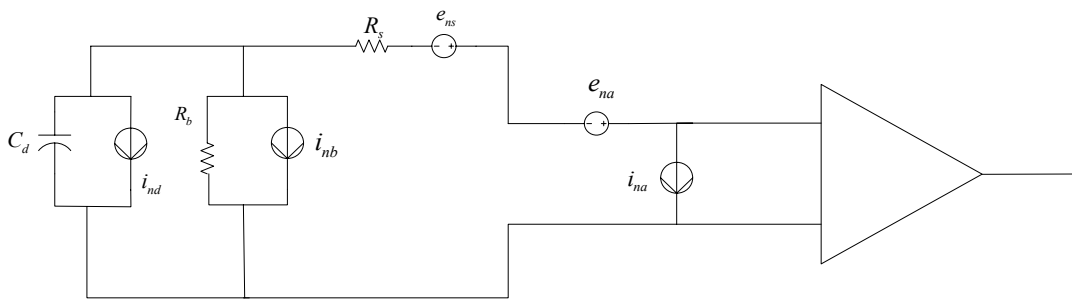 R_s
e_ns
e_na
R_b
C_d
i_nb
i_nd
i_na